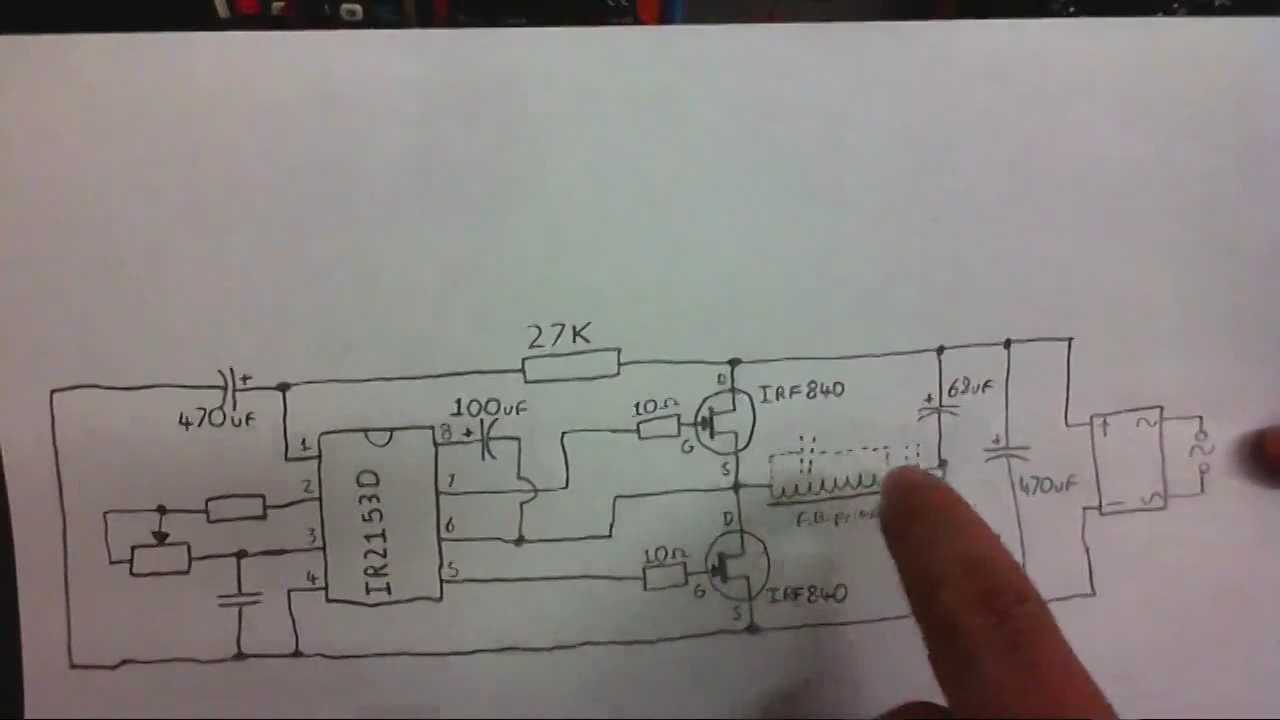 27K
470uF
+
100uF
+
10Ω
D
IRF840
G
S
+
68uF
+
470uF
+
~
-
~
~
1
2
3
4
8
7
6
5
IR2153D
10Ω
D
G
S
IRF840
F.B.